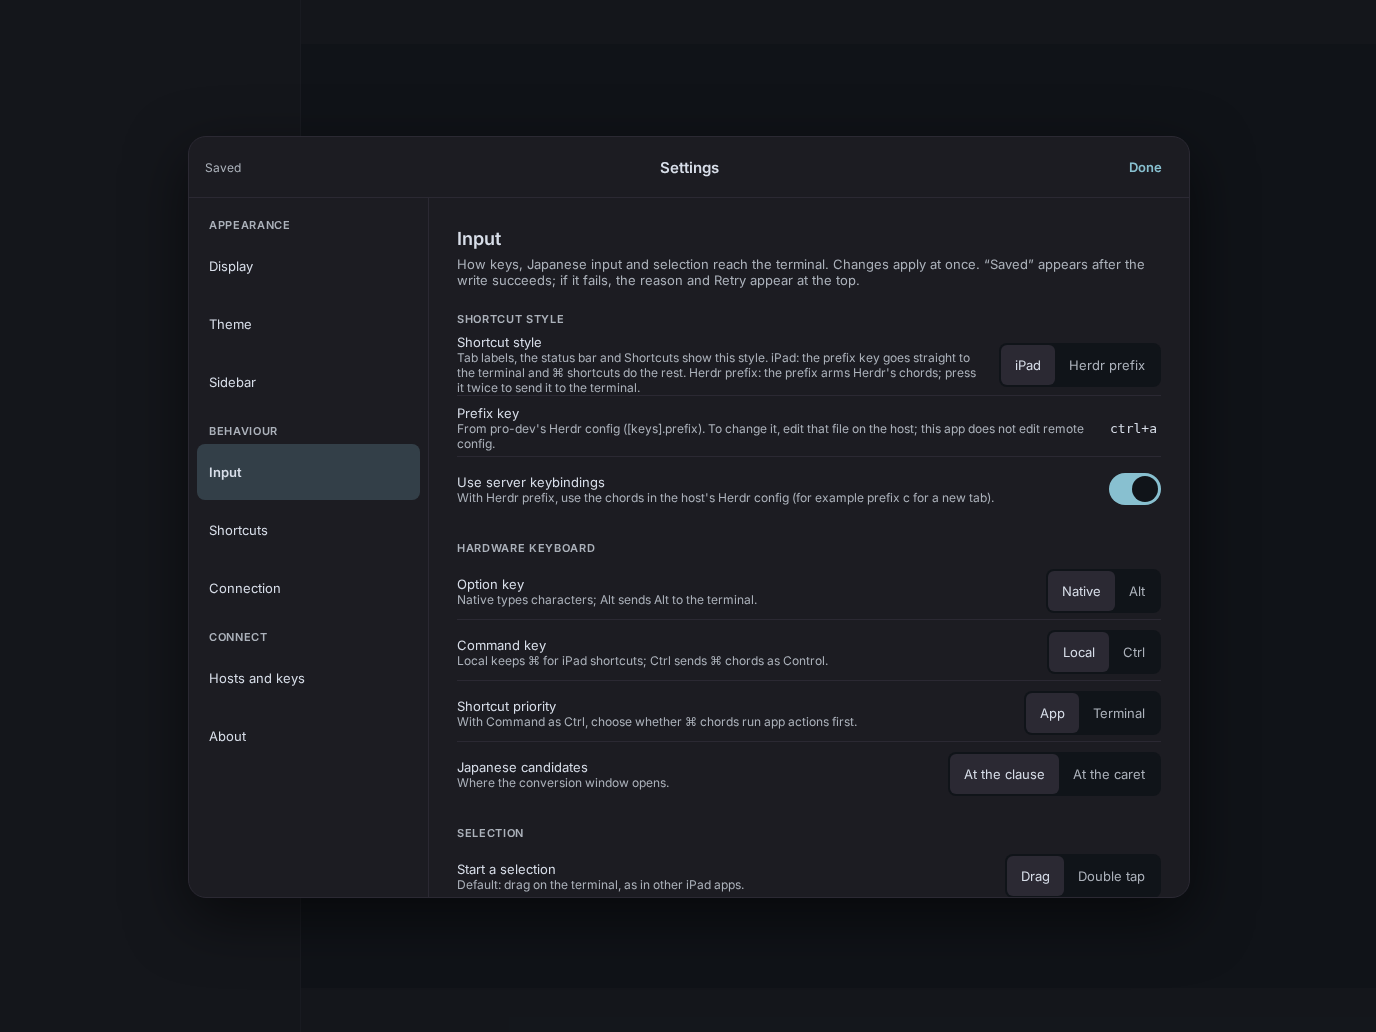 Saved
Settings
Done
APPEARANCE
Display
Theme
Sidebar
BEHAVIOUR
Input
Shortcuts
Connection
CONNECT
Hosts and keys
About
Input
How keys, Japanese input and selection reach the terminal. Changes apply at once. “Saved” appears after the
write succeeds; if it fails, the reason and Retry appear at the top.
SHORTCUT STYLE
Shortcut style
Tab labels, the status bar and Shortcuts show this style. iPad: the prefix key goes straight to
the terminal and ⌘ shortcuts do the rest. Herdr prefix: the prefix arms Herdr's chords; press
it twice to send it to the terminal.
iPad
Herdr prefix
Prefix key
From pro-dev's Herdr config ([keys].prefix). To change it, edit that file on the host; this app does not edit remote
config.
ctrl+a
Use server keybindings
With Herdr prefix, use the chords in the host's Herdr config (for example prefix c for a new tab).
HARDWARE KEYBOARD
Option key
Native types characters; Alt sends Alt to the terminal.
Native
Alt
Command key
Local keeps ⌘ for iPad shortcuts; Ctrl sends ⌘ chords as Control.
Local
Ctrl
Shortcut priority
With Command as Ctrl, choose whether ⌘ chords run app actions first.
App
Terminal
Japanese candidates
Where the conversion window opens.
At the clause
At the caret
SELECTION
Start a selection
Default: drag on the terminal, as in other iPad apps.
Drag
Double tap